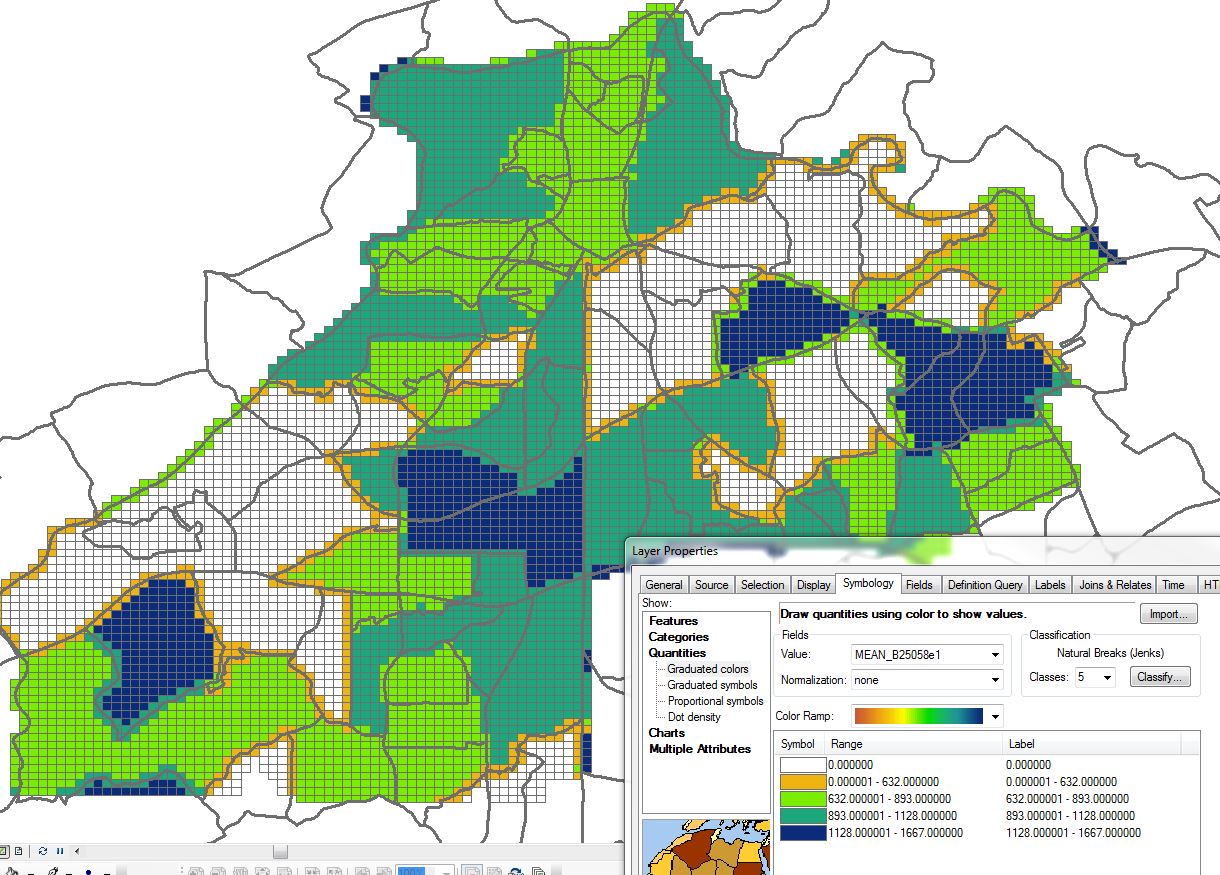 Layer Properties
General Source Selection Display Symbology Fields Definition Query Labels Joins & Relates Time HT
Show:
Features
Categories
Quantities
Graduated colors
Graduated symbols
Proportional symbols
Dot density
Charts
Multiple Attributes
Draw quantities using color to show values.
Import...
Fields
Value: MEAN_B25058e1
Normalization: none
Classification
Natural Breaks (Jenks)
Classes: 5 Classify...
Color Ramp:
Symbol Range Label
0.000000 0.000000
0.000001 - 632.000000 0.000001 - 632.000000
632.000001 - 893.000000 632.000001 - 893.000000
893.000001 - 1128.000000 893.000001 - 1128.000000
1128.000001 - 1667.000000 1128.000001 - 1667.000000
100%